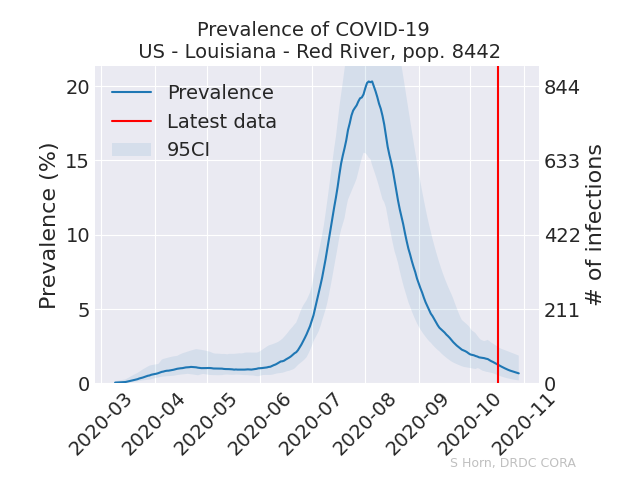 Prevalence of COVID-19
US - Louisiana - Red River, pop. 8442
Prevalence
Latest data
95CI
Prevalence (%)
20
15
10
5
0
844
633
422
211
0
# of infections
2020-03
2020-04
2020-05
2020-06
2020-07
2020-08
2020-09
2020-10
2020-11
S Horn, DRDC CORA